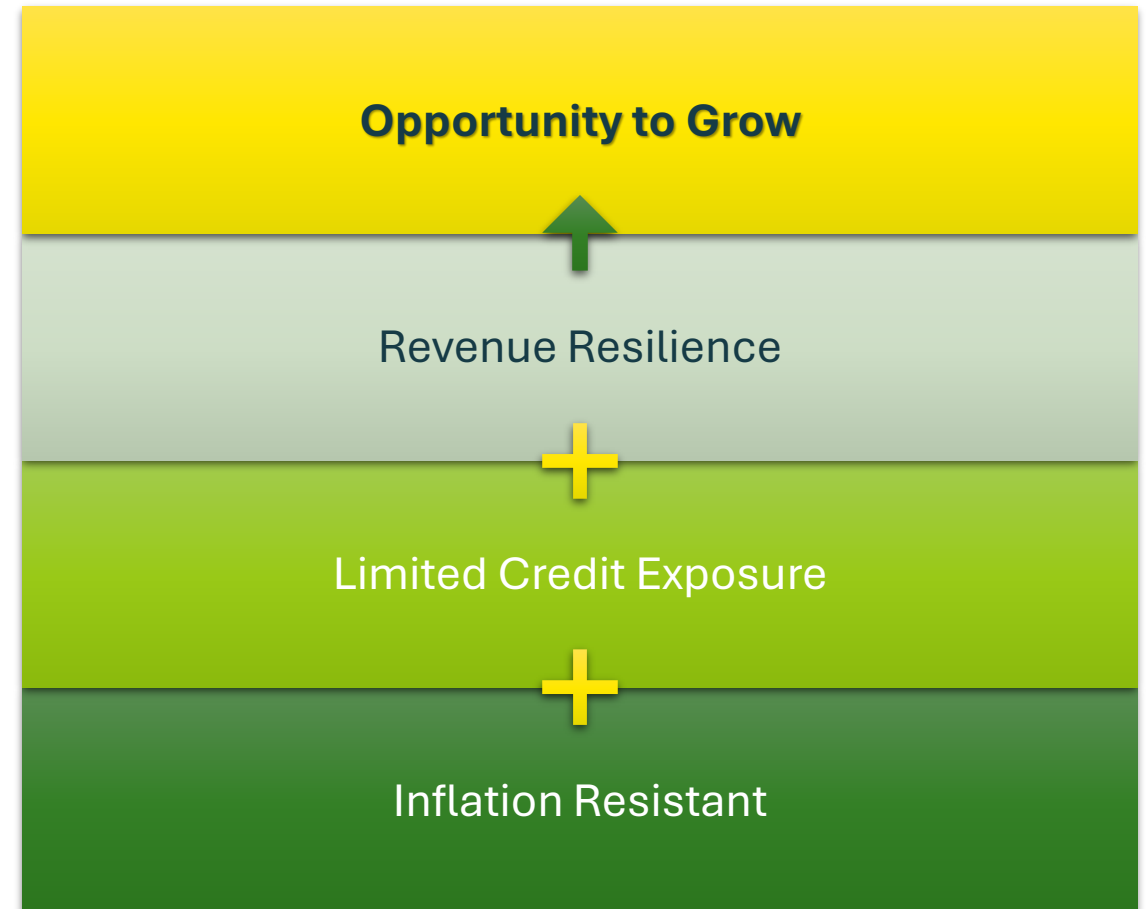 Opportunity to Grow
Revenue Resilience
Limited Credit Exposure
Inflation Resistant